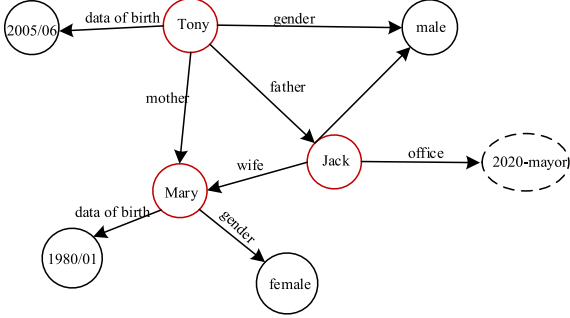 data of birth
Tony
gender
2005/06
male
father
mother
office
Jack
2020-mayor
wife
Mary
data of birth
gender
1980/01
female